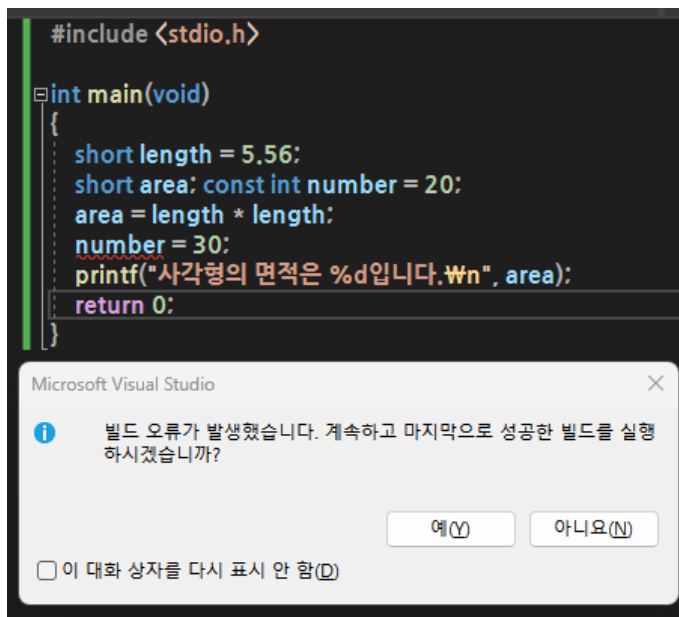 #include <stdio.h>
int main(void)
{
short length = 5.56;
short area; const int number = 20;
area = length * length;
number = 30;
printf("사각형의 면적은 %d입니다.₩n", area);
return 0;
}
Microsoft Visual Studio
빌드 오류가 발생했습니다. 계속하고 마지막으로 성공한 빌드를 실행
하시겠습니까?
예(Y)
아니요(N)
이 대화 상자를 다시 표시 안 함(D)